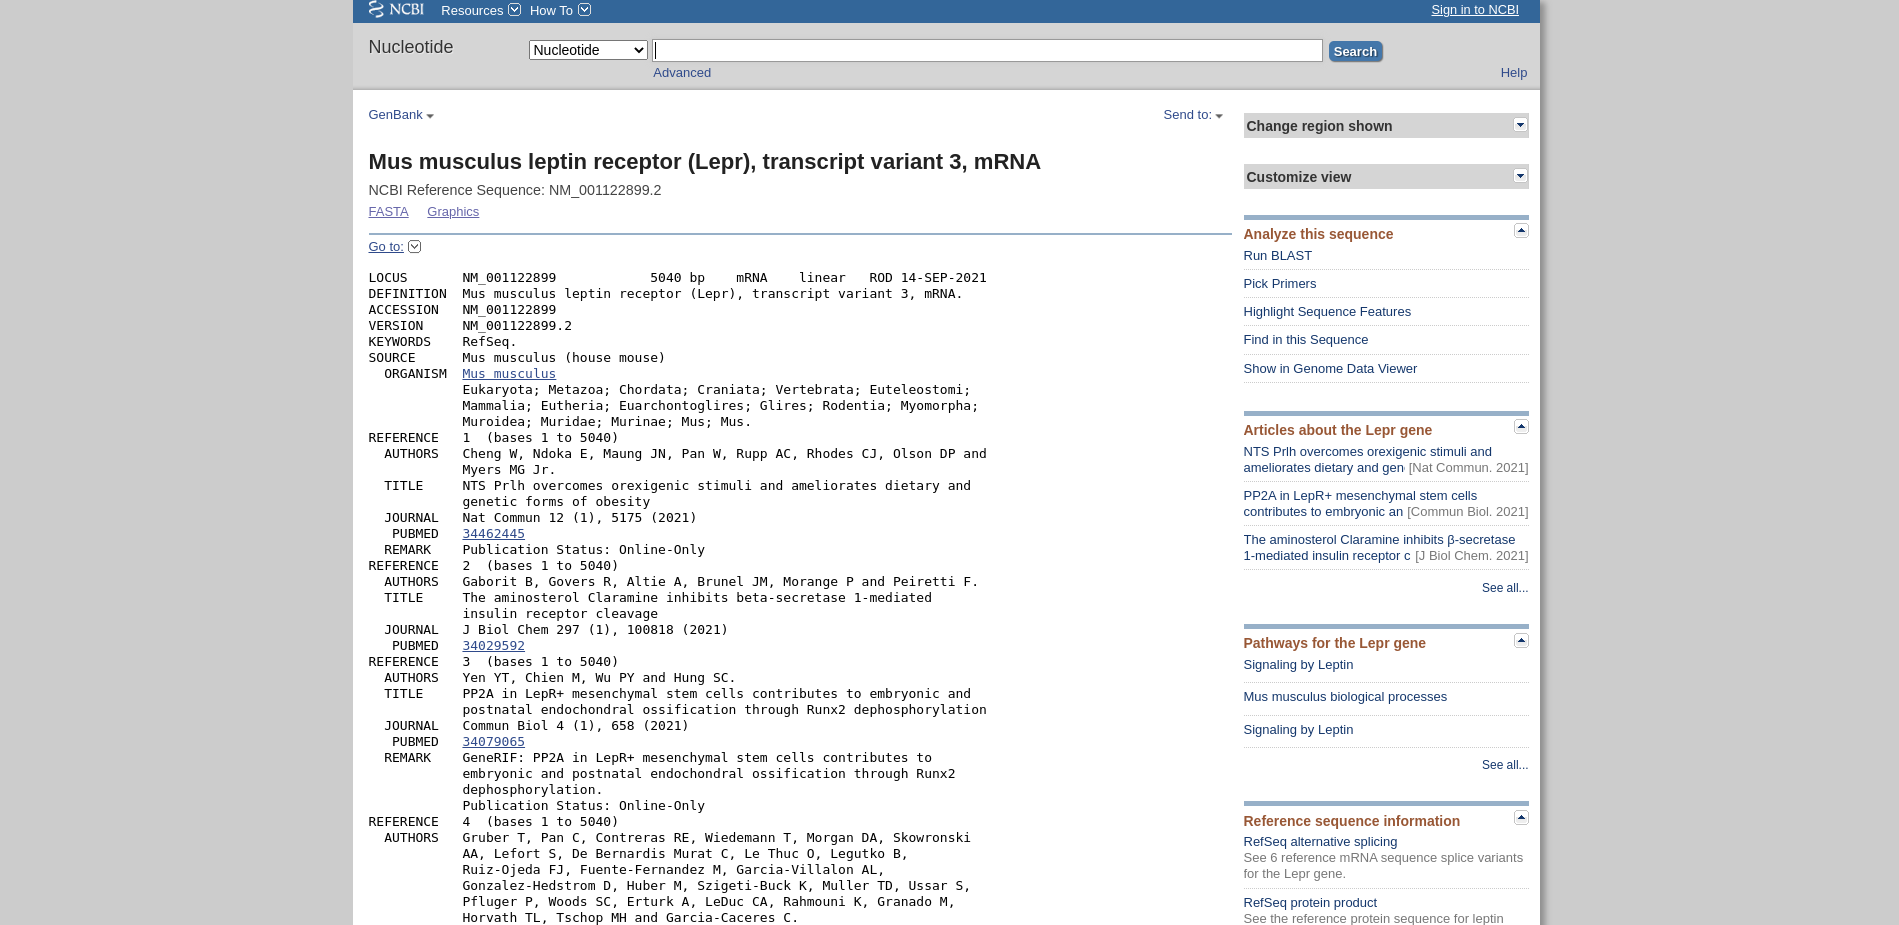 NCBI Resources How To Sign in to NCBI
Nucleotide Nucleotide Search
Advanced Help
GenBank Send to:
Mus musculus leptin receptor (Lepr), transcript variant 3, mRNA
NCBI Reference Sequence: NM_001122899.2
FASTA Graphics
Go to:
LOCUS       NM_001122899            5040 bp    mRNA    linear   ROD 14-SEP-2021
DEFINITION  Mus musculus leptin receptor (Lepr), transcript variant 3, mRNA.
ACCESSION   NM_001122899
VERSION     NM_001122899.2
KEYWORDS    RefSeq.
SOURCE      Mus musculus (house mouse)
  ORGANISM  Mus musculus
            Eukaryota; Metazoa; Chordata; Craniata; Vertebrata; Euteleostomi;
            Mammalia; Eutheria; Euarchontoglires; Glires; Rodentia; Myomorpha;
            Muroidea; Muridae; Murinae; Mus; Mus.
REFERENCE   1  (bases 1 to 5040)
  AUTHORS   Cheng W, Ndoka E, Maung JN, Pan W, Rupp AC, Rhodes CJ, Olson DP and
            Myers MG Jr.
  TITLE     NTS Prlh overcomes orexigenic stimuli and ameliorates dietary and
            genetic forms of obesity
  JOURNAL   Nat Commun 12 (1), 5175 (2021)
   PUBMED   34462445
  REMARK    Publication Status: Online-Only
REFERENCE   2  (bases 1 to 5040)
  AUTHORS   Gaborit B, Govers R, Altie A, Brunel JM, Morange P and Peiretti F.
  TITLE     The aminosterol Claramine inhibits beta-secretase 1-mediated
            insulin receptor cleavage
  JOURNAL   J Biol Chem 297 (1), 100818 (2021)
   PUBMED   34029592
REFERENCE   3  (bases 1 to 5040)
  AUTHORS   Yen YT, Chien M, Wu PY and Hung SC.
  TITLE     PP2A in LepR+ mesenchymal stem cells contributes to embryonic and
            postnatal endochondral ossification through Runx2 dephosphorylation
  JOURNAL   Commun Biol 4 (1), 658 (2021)
   PUBMED   34079065
  REMARK    GeneRIF: PP2A in LepR+ mesenchymal stem cells contributes to
            embryonic and postnatal endochondral ossification through Runx2
            dephosphorylation.
            Publication Status: Online-Only
REFERENCE   4  (bases 1 to 5040)
  AUTHORS   Gruber T, Pan C, Contreras RE, Wiedemann T, Morgan DA, Skowronski
            AA, Lefort S, De Bernardis Murat C, Le Thuc O, Legutko B,
            Ruiz-Ojeda FJ, Fuente-Fernandez M, Garcia-Villalon AL,
            Gonzalez-Hedstrom D, Huber M, Szigeti-Buck K, Muller TD, Ussar S,
            Pfluger P, Woods SC, Erturk A, LeDuc CA, Rahmouni K, Granado M,
            Horvath TL, Tschop MH and Garcia-Caceres C.
Change region shown
Customize view
Analyze this sequence
Run BLAST
Pick Primers
Highlight Sequence Features
Find in this Sequence
Show in Genome Data Viewer
Articles about the Lepr gene
NTS Prlh overcomes orexigenic stimuli and
ameliorates dietary and gen [Nat Commun. 2021]
PP2A in LepR+ mesenchymal stem cells
contributes to embryonic an [Commun Biol. 2021]
The aminosterol Claramine inhibits β-secretase
1-mediated insulin receptor c [J Biol Chem. 2021]
See all...
Pathways for the Lepr gene
Signaling by Leptin
Mus musculus biological processes
Signaling by Leptin
See all...
Reference sequence information
RefSeq alternative splicing
See 6 reference mRNA sequence splice variants
for the Lepr gene.
RefSeq protein product
See the reference protein sequence for leptin